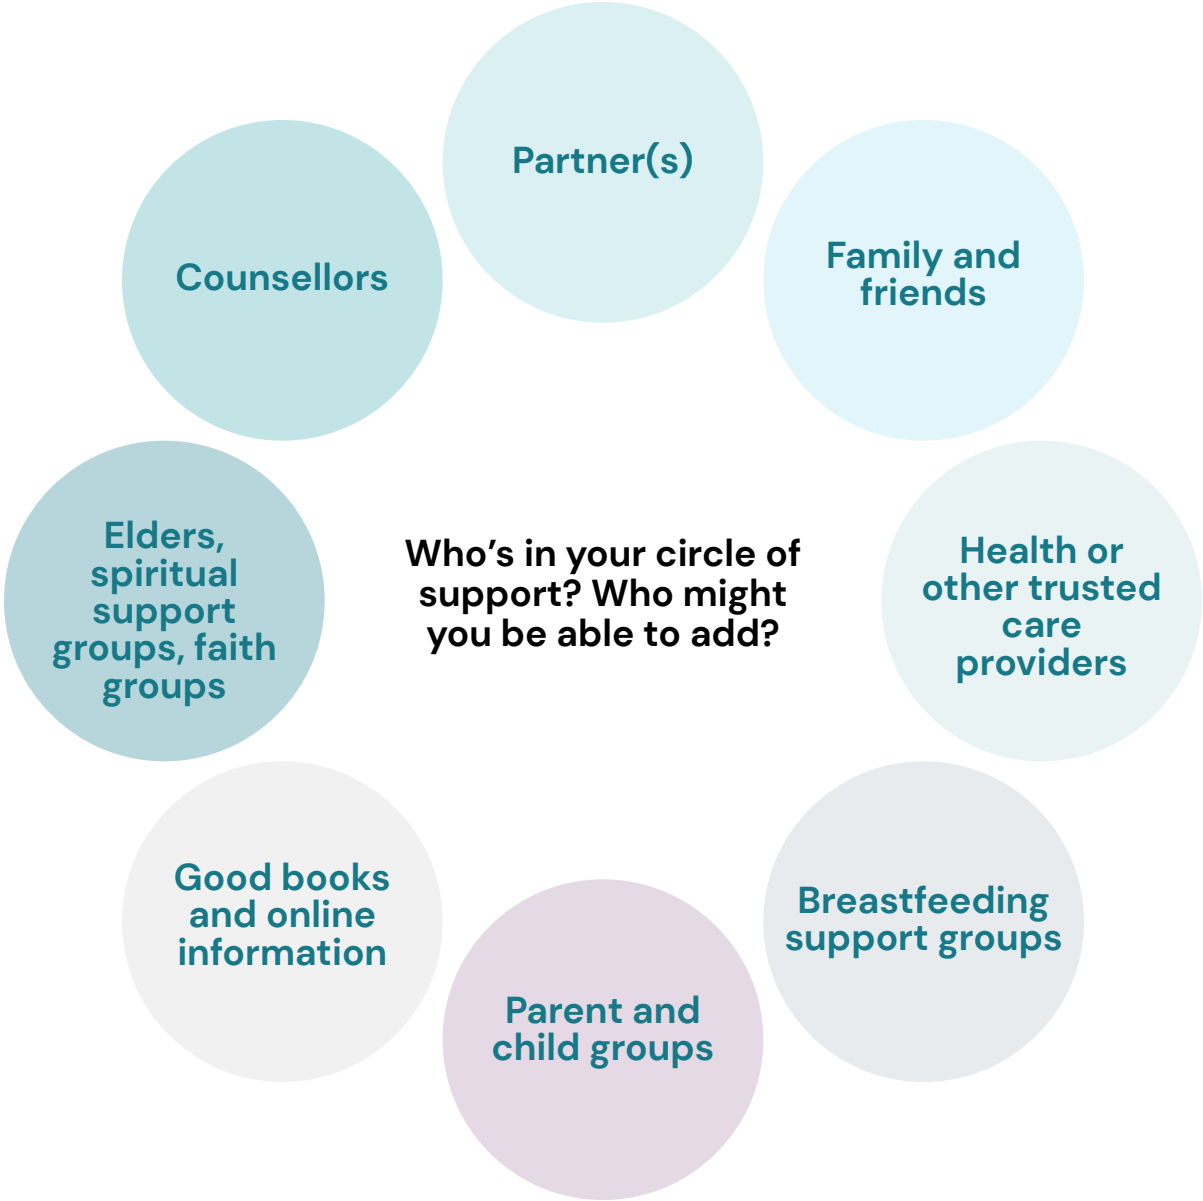 Partner(s)
Family and
friends
Health or
other trusted
care
providers
Breastfeeding
support groups
Parent and
child groups
Good books
and online
information
Elders,
spiritual
support
groups, faith
groups
Counsellors
Who’s in your circle of
support? Who might
you be able to add?